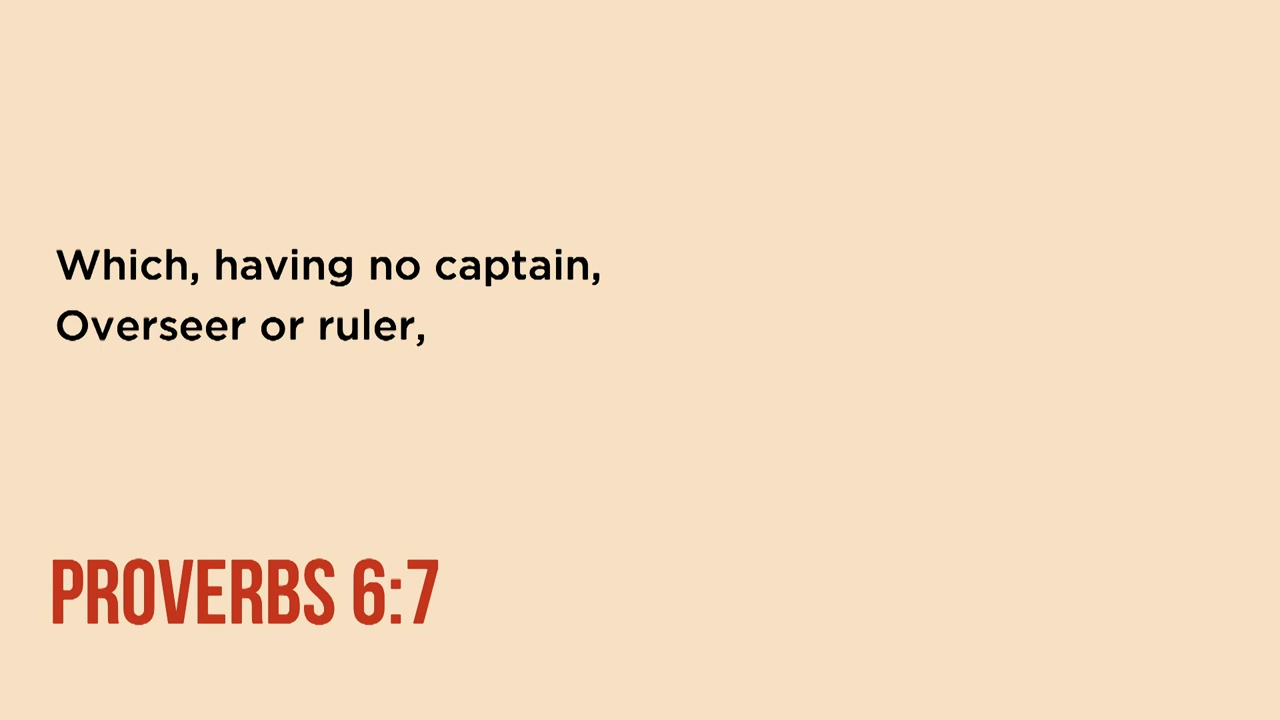 Which, having no captain,
Overseer or ruler,
PROVERBS 6:7